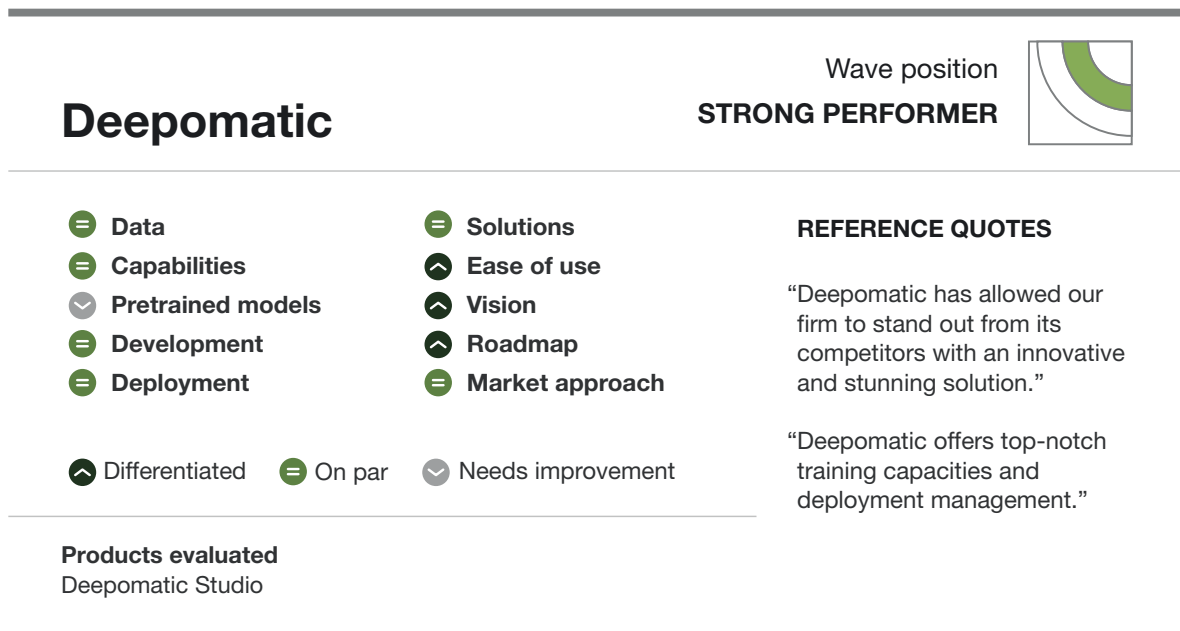 Deepomatic
Wave position
STRONG PERFORMER
Data
Capabilities
Pretrained models
Development
Deployment
Solutions
Ease of use
Vision
Roadmap
Market approach
Differentiated
On par
Needs improvement
REFERENCE QUOTES
“Deepomatic has allowed our
firm to stand out from its
competitors with an innovative
and stunning solution.”
“Deepomatic offers top-notch
training capacities and
deployment management.”
Products evaluated
Deepomatic Studio